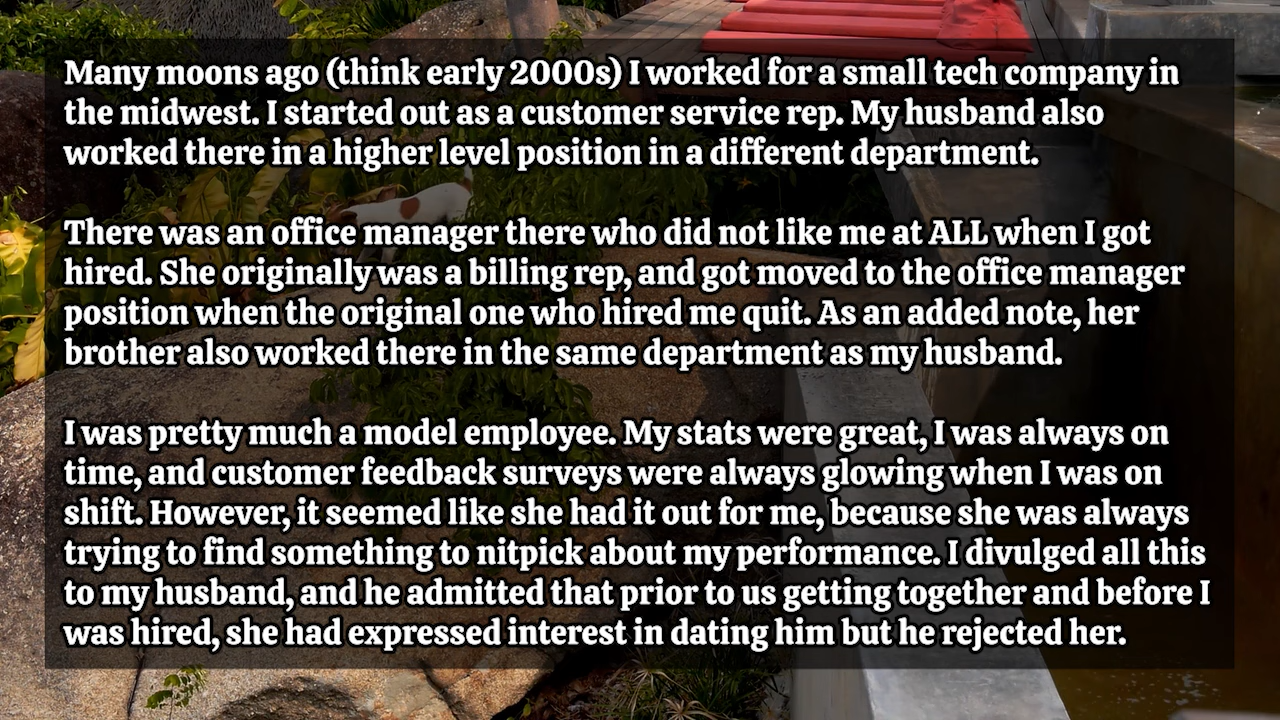 Many moons ago (think early 2000s) I worked for a small tech company in
the midwest. I started out as a customer service rep. My husband also
worked there in a higher level position in a different department.
There was an office manager there who did not like me at ALL when I got
hired. She originally was a billing rep, and got moved to the office manager
position when the original one who hired me quit. As an added note, her
brother also worked there in the same department as my husband.
I was pretty much a model employee. My stats were great, I was always on
time, and customer feedback surveys were always glowing when I was on
shift. However, it seemed like she had it out for me, because she was always
trying to find something to nitpick about my performance. I divulged all this
to my husband, and he admitted that prior to us getting together and before I
was hired, she had expressed interest in dating him but he rejected her.